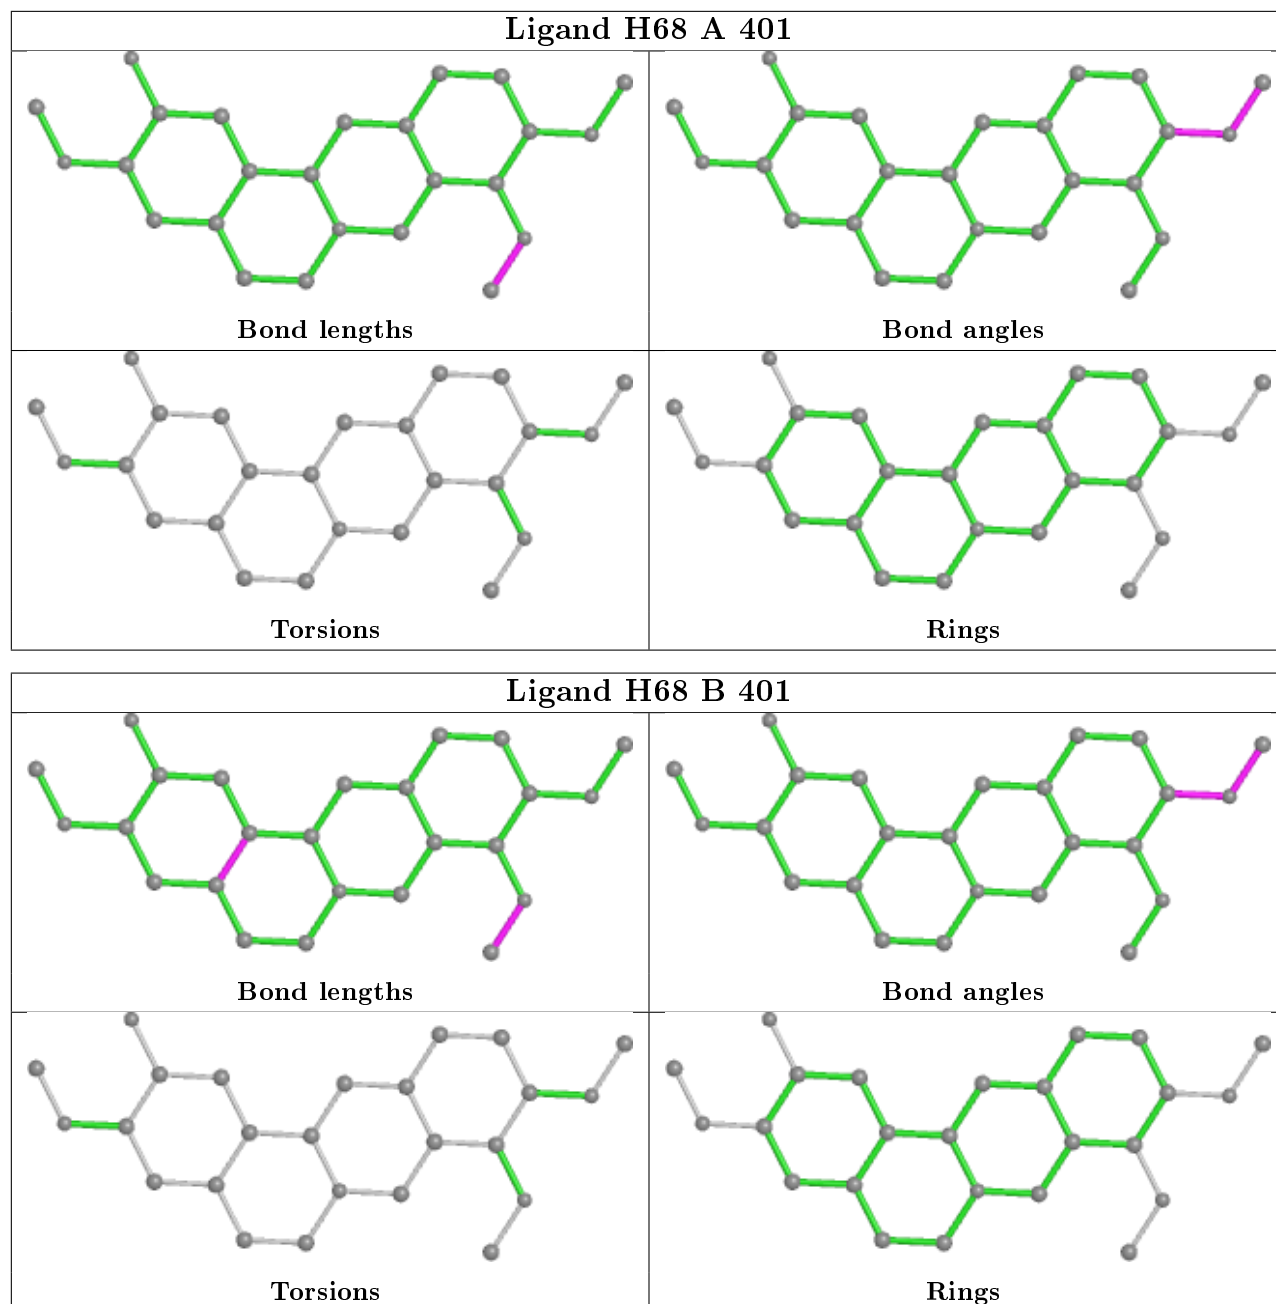 Ligand H68 A 401
Bond lengths
Bond angles
Torsions
Rings
Ligand H68 B 401
Bond lengths
Bond angles
Torsions
Rings